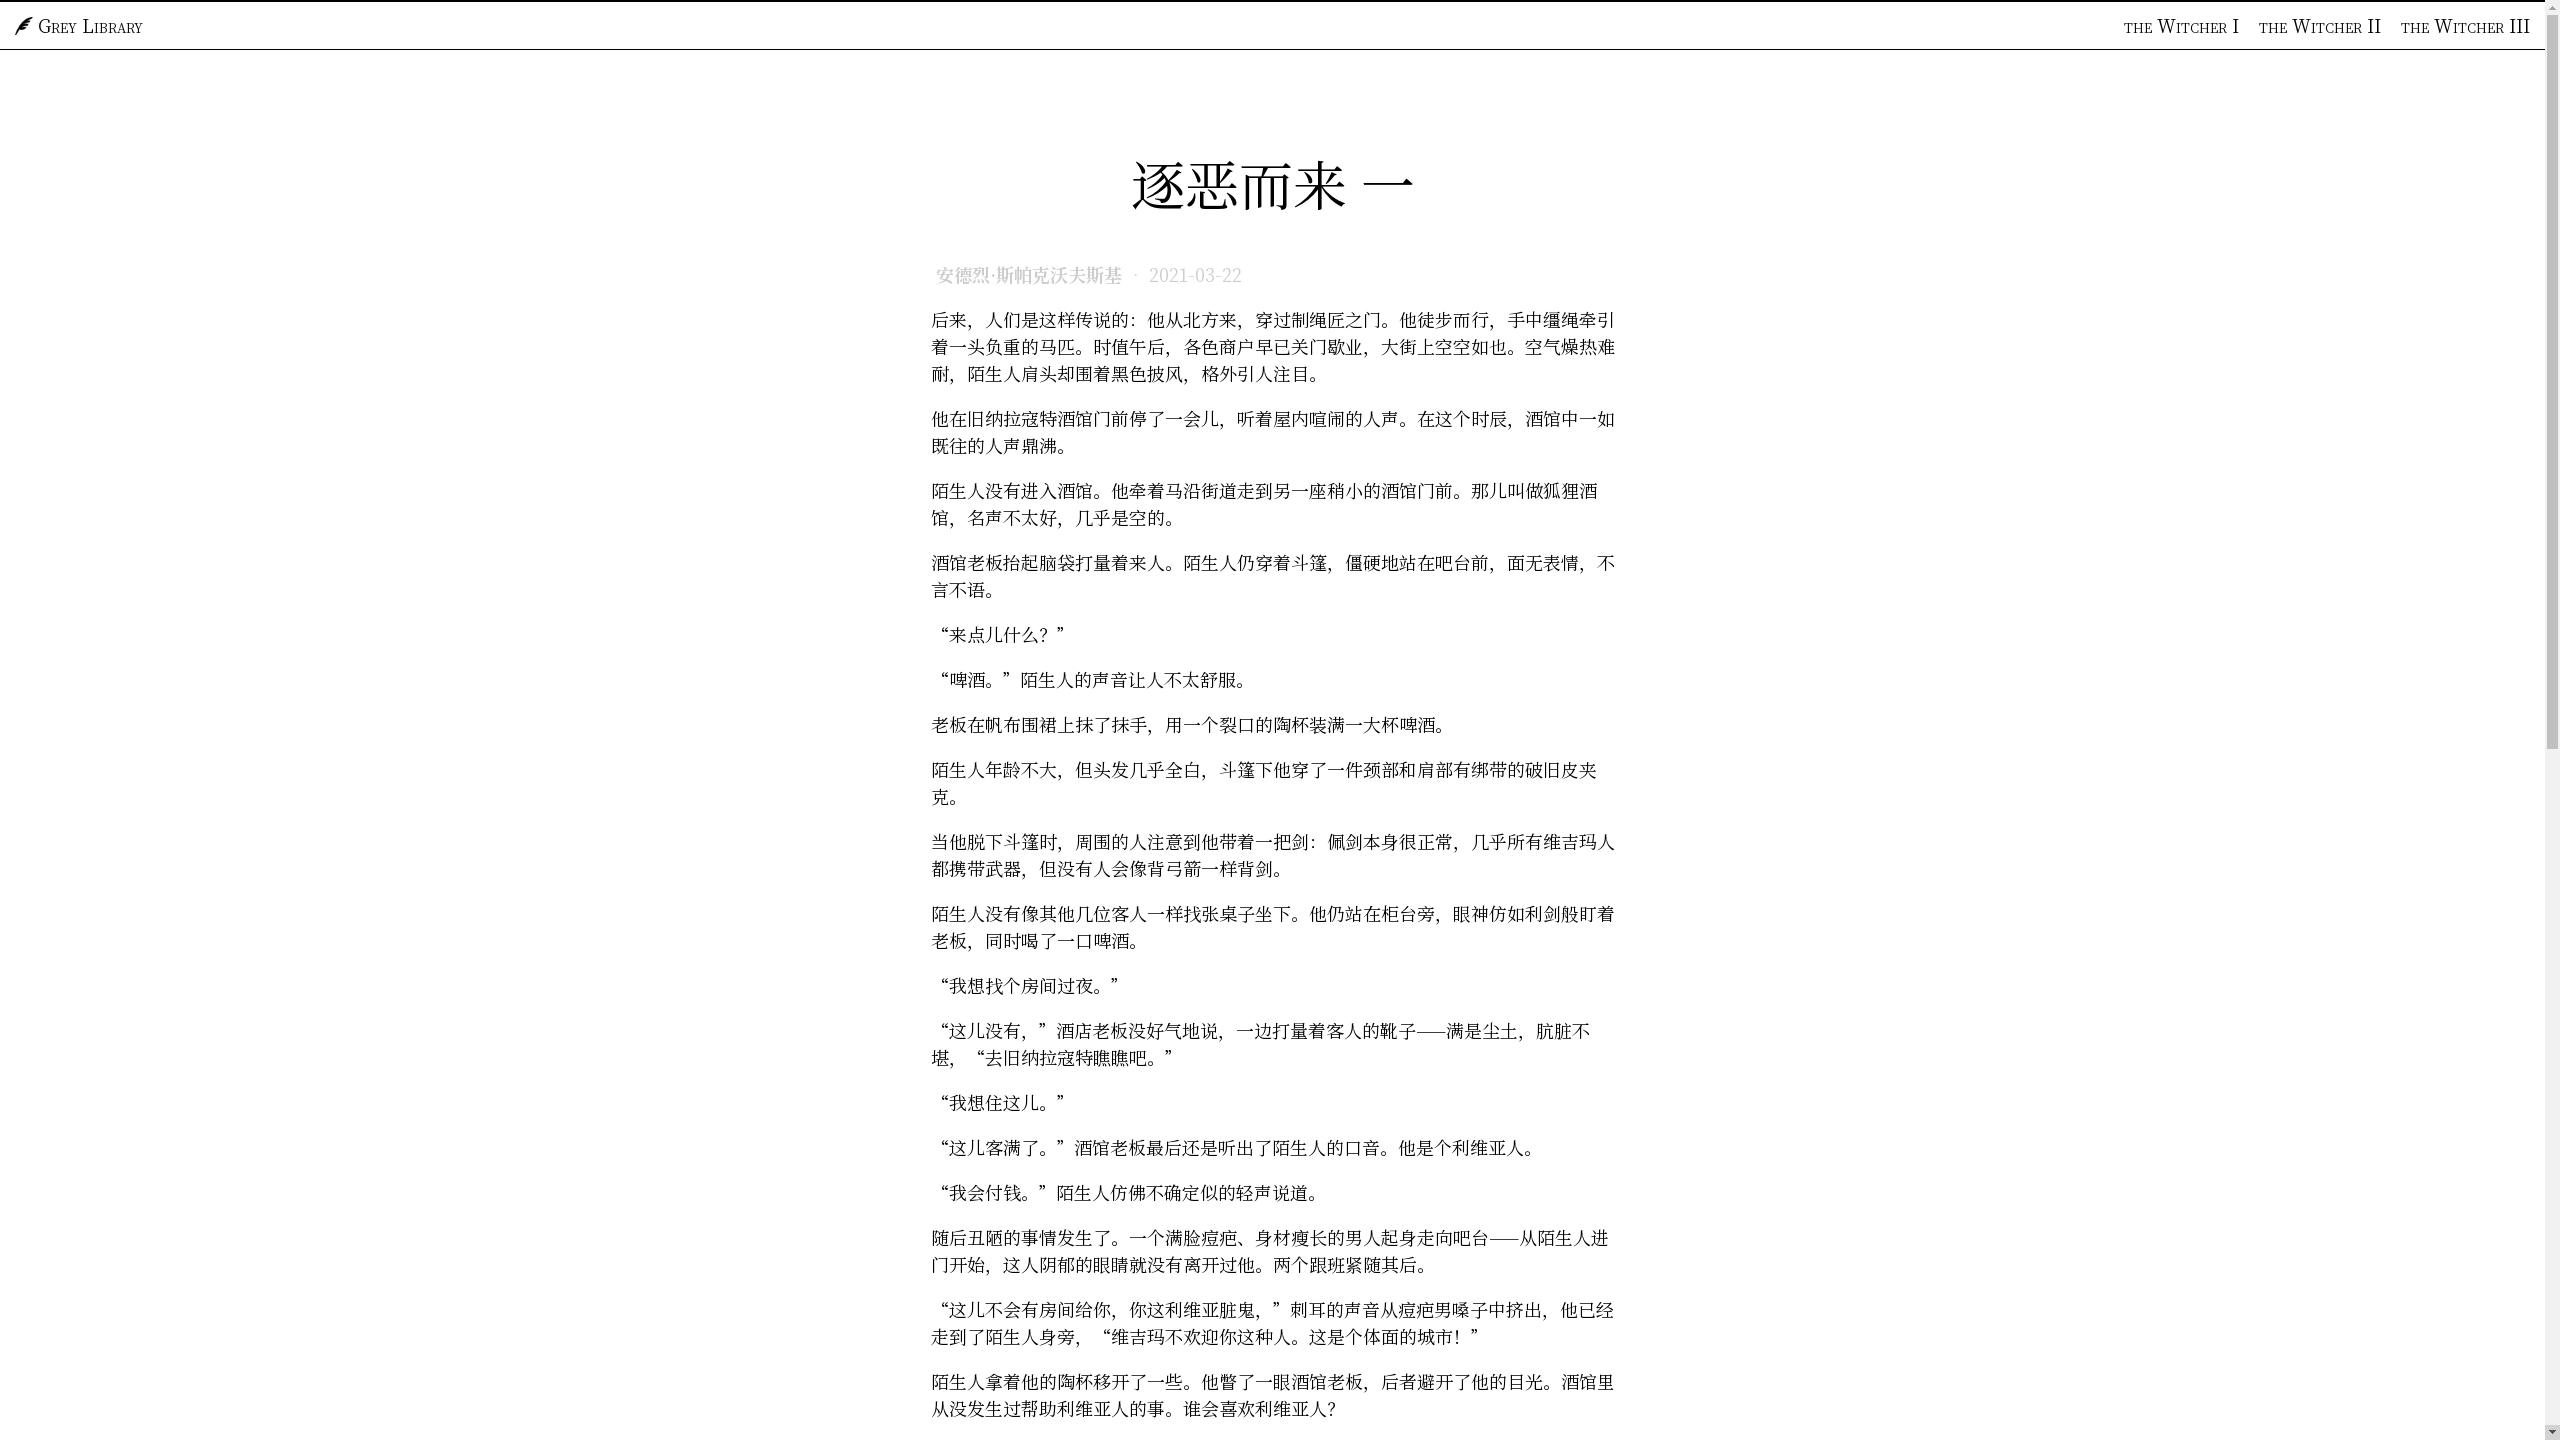 Grey Library
the Witcher I the Witcher II the Witcher III
逐恶而来 一
安德烈·斯帕克沃夫斯基 · 2021-03-22
后来，人们是这样传说的：他从北方来，穿过制绳匠之门。他徒步而行，手中缰绳牵引
着一头负重的马匹。时值午后，各色商户早已关门歇业，大街上空空如也。空气燥热难
耐，陌生人肩头却围着黑色披风，格外引人注目。
他在旧纳拉寇特酒馆门前停了一会儿，听着屋内喧闹的人声。在这个时辰，酒馆中一如
既往的人声鼎沸。
陌生人没有进入酒馆。他牵着马沿街道走到另一座稍小的酒馆门前。那儿叫做狐狸酒
馆，名声不太好，几乎是空的。
酒馆老板抬起脑袋打量着来人。陌生人仍穿着斗篷，僵硬地站在吧台前，面无表情，不
言不语。
“来点儿什么？”
“啤酒。”陌生人的声音让人不太舒服。
老板在帆布围裙上抹了抹手，用一个裂口的陶杯装满一大杯啤酒。
陌生人年龄不大，但头发几乎全白，斗篷下他穿了一件颈部和肩部有绑带的破旧皮夹
克。
当他脱下斗篷时，周围的人注意到他带着一把剑：佩剑本身很正常，几乎所有维吉玛人
都携带武器，但没有人会像背弓箭一样背剑。
陌生人没有像其他几位客人一样找张桌子坐下。他仍站在柜台旁，眼神仿如利剑般盯着
老板，同时喝了一口啤酒。
“我想找个房间过夜。”
“这儿没有，”酒店老板没好气地说，一边打量着客人的靴子——满是尘土，肮脏不
堪，“去旧纳拉寇特瞧瞧吧。”
“我想住这儿。”
“这儿客满了。”酒馆老板最后还是听出了陌生人的口音。他是个利维亚人。
“我会付钱。”陌生人仿佛不确定似的轻声说道。
随后丑陋的事情发生了。一个满脸痘疤、身材瘦长的男人起身走向吧台——从陌生人进
门开始，这人阴郁的眼睛就没有离开过他。两个跟班紧随其后。
“这儿不会有房间给你，你这利维亚脏鬼，”刺耳的声音从痘疤男嗓子中挤出，他已经
走到了陌生人身旁，“维吉玛不欢迎你这种人。这是个体面的城市！”
陌生人拿着他的陶杯移开了一些。他瞥了一眼酒馆老板，后者避开了他的目光。酒馆里
从没发生过帮助利维亚人的事。谁会喜欢利维亚人？